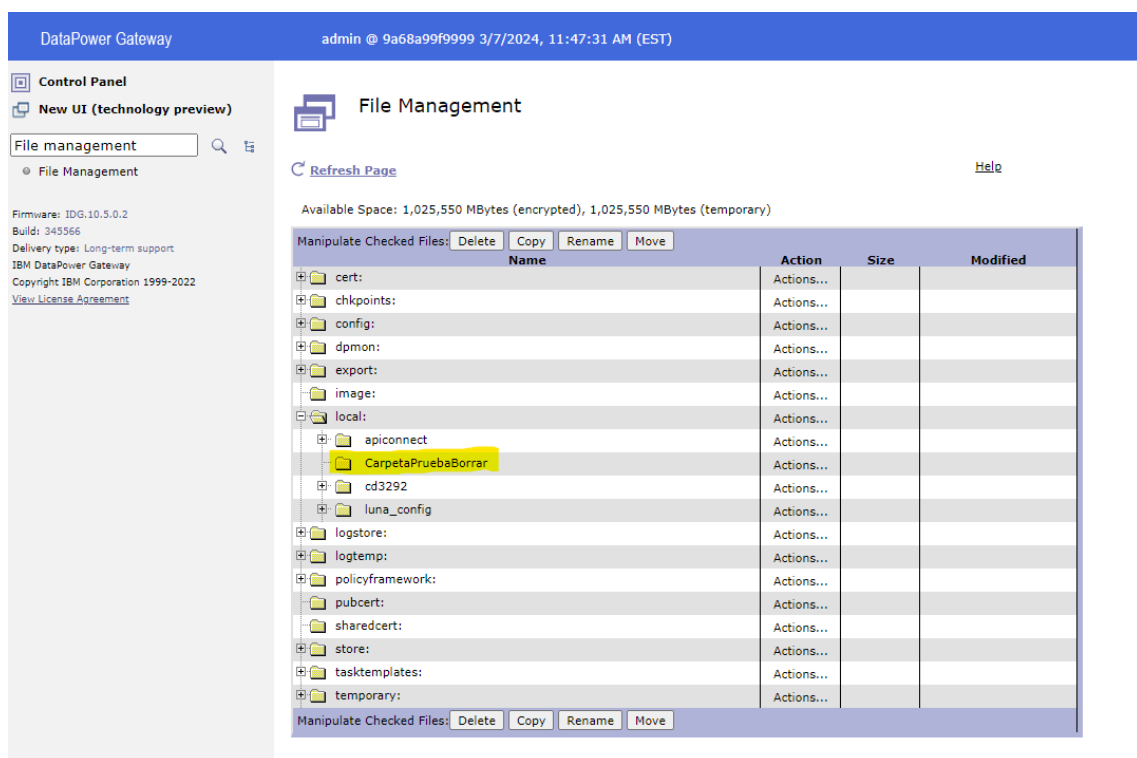 DataPower Gateway
admin @ 9a68a99f9999 3/7/2024, 11:47:31 AM (EST)
Control Panel
New UI (technology preview)
File management
File Management
Firmware: IDG.10.5.0.2
Build: 345566
Delivery type: Long-term support
IBM DataPower Gateway
Copyright IBM Corporation 1999-2022
View License Agreement
File Management
Refresh Page
Help
Available Space: 1,025,550 MBytes (encrypted), 1,025,550 MBytes (temporary)
Manipulate Checked Files: Delete Copy Rename Move
Name Action Size Modified
cert: Actions...
chkpoints: Actions...
config: Actions...
dpmon: Actions...
export: Actions...
image: Actions...
local: Actions...
apiconnect Actions...
CarpetaPruebaBorrar Actions...
cd3292 Actions...
luna_config Actions...
logstore: Actions...
logtemp: Actions...
policyframework: Actions...
pubcert: Actions...
sharedcert: Actions...
store: Actions...
tasktemplates: Actions...
temporary: Actions...
Manipulate Checked Files: Delete Copy Rename Move